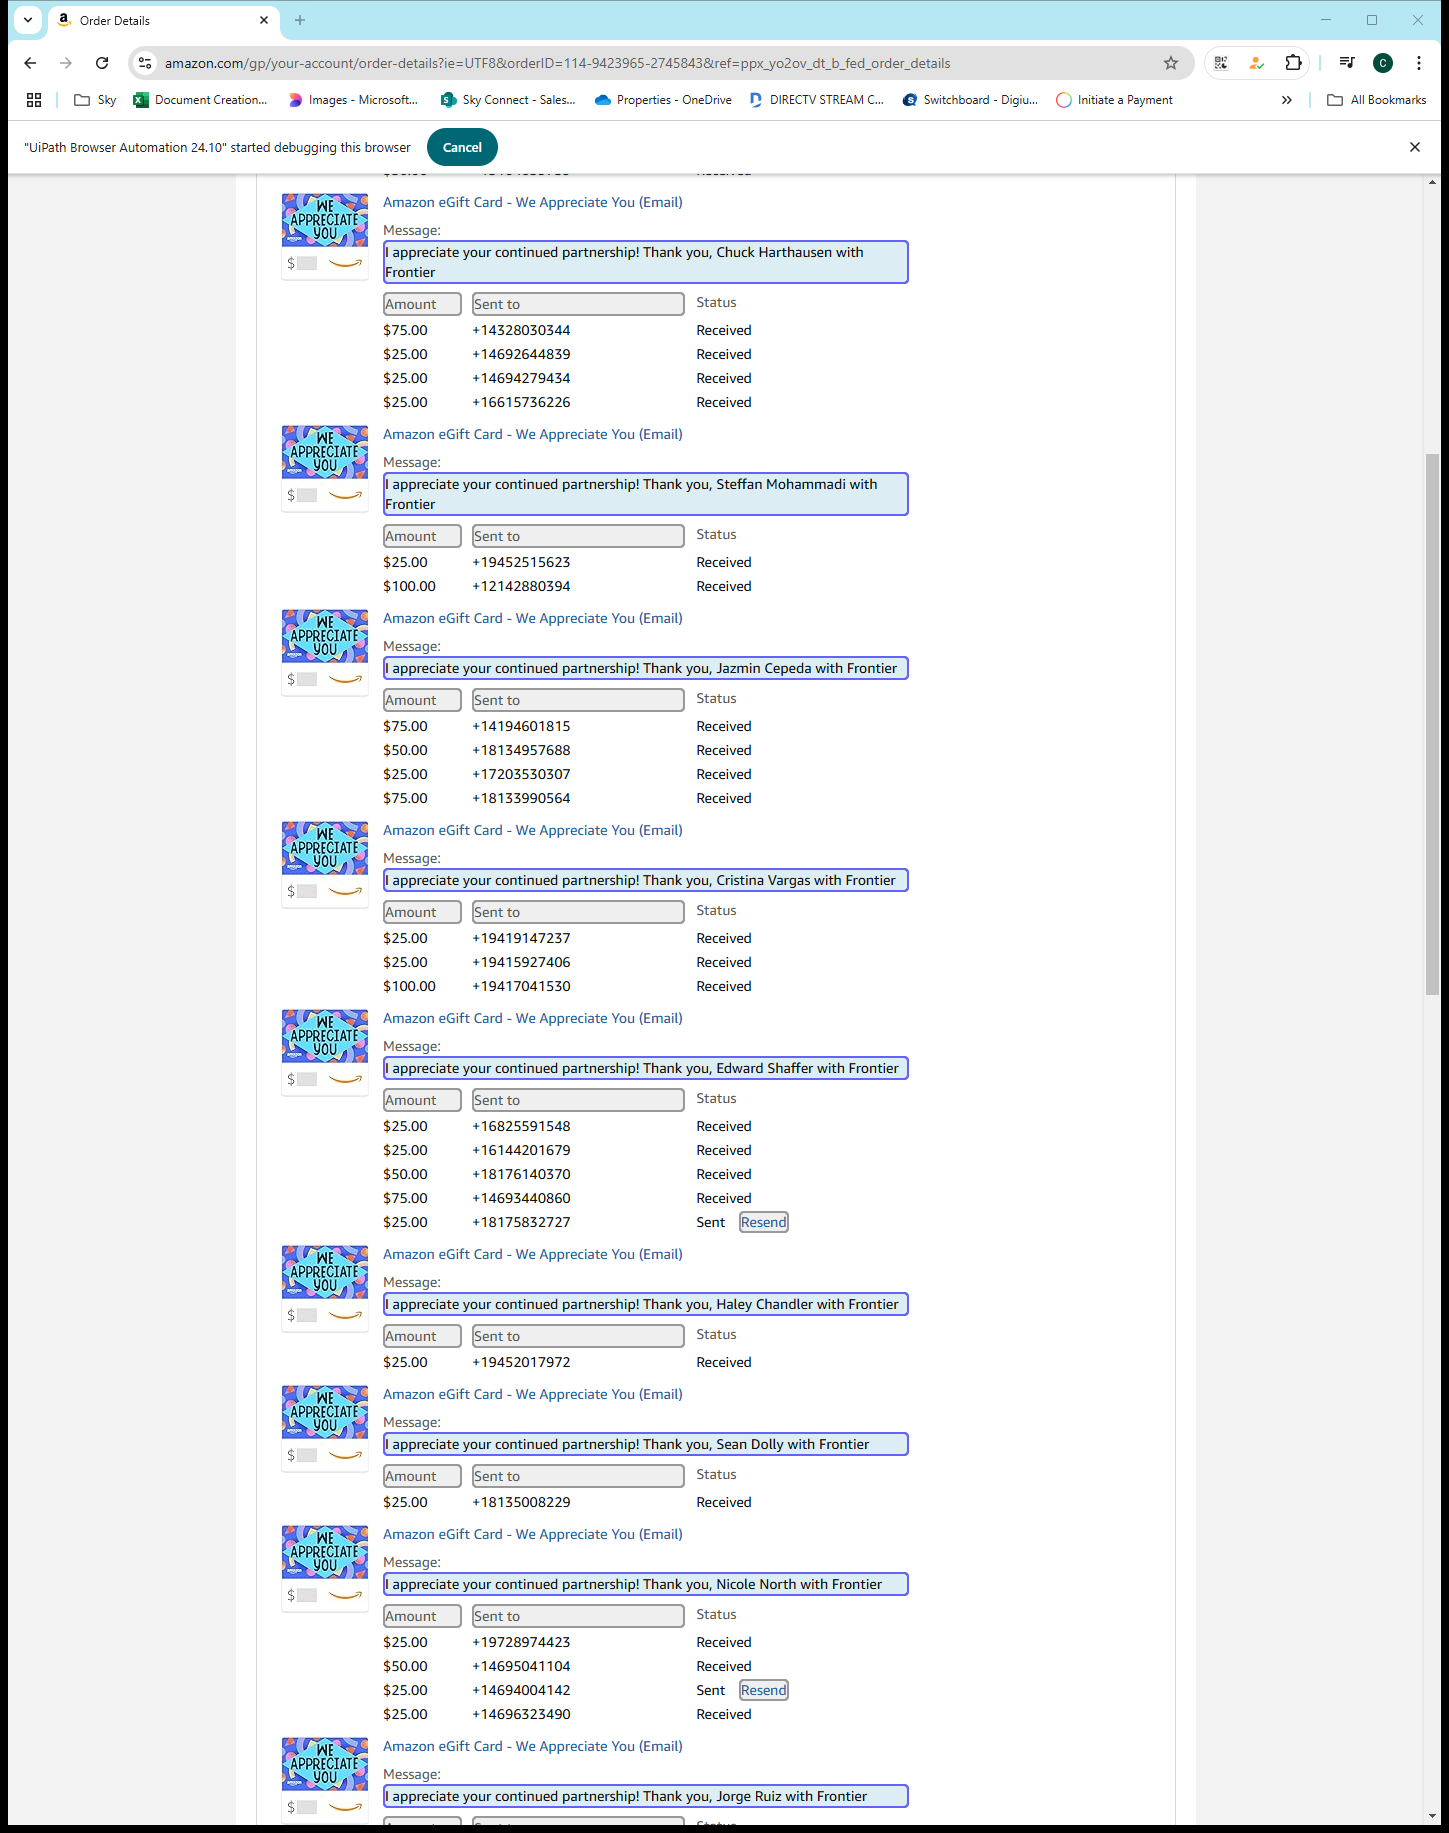 Order Details
amazon.com/gp/your-account/order-details?ie=UTF8&orderID=114-9423965-2745843&ref=ppx_yo2ov_dt_b_fed_order_details
C
Sky
Document Creation...
Images - Microsoft...
Sky Connect - Sales...
Properties - OneDrive
DIRECTV STREAM C...
Switchboard - Digiu...
Initiate a Payment
All Bookmarks
"UiPath Browser Automation 24.10" started debugging this browser
Cancel
WE APPRECIATE YOU
$
Amazon eGift Card - We Appreciate You (Email)
Message:
I appreciate your continued partnership! Thank you, Chuck Harthausen with
Frontier
Amount Sent to Status
$75.00 +14328030344 Received
$25.00 +14692644839 Received
$25.00 +14694279434 Received
$25.00 +16615736226 Received
WE APPRECIATE YOU
$
Amazon eGift Card - We Appreciate You (Email)
Message:
I appreciate your continued partnership! Thank you, Steffan Mohammadi with
Frontier
Amount Sent to Status
$25.00 +19452515623 Received
$100.00 +12142880394 Received
WE APPRECIATE YOU
$
Amazon eGift Card - We Appreciate You (Email)
Message:
I appreciate your continued partnership! Thank you, Jazmin Cepeda with Frontier
Amount Sent to Status
$75.00 +14194601815 Received
$50.00 +18134957688 Received
$25.00 +17203530307 Received
$75.00 +18133990564 Received
WE APPRECIATE YOU
$
Amazon eGift Card - We Appreciate You (Email)
Message:
I appreciate your continued partnership! Thank you, Cristina Vargas with Frontier
Amount Sent to Status
$25.00 +19419147237 Received
$25.00 +19415927406 Received
$100.00 +19417041530 Received
WE APPRECIATE YOU
$
Amazon eGift Card - We Appreciate You (Email)
Message:
I appreciate your continued partnership! Thank you, Edward Shaffer with Frontier
Amount Sent to Status
$25.00 +16825591548 Received
$25.00 +16144201679 Received
$50.00 +18176140370 Received
$75.00 +14693440860 Received
$25.00 +18175832727 Sent Resend
WE APPRECIATE YOU
$
Amazon eGift Card - We Appreciate You (Email)
Message:
I appreciate your continued partnership! Thank you, Haley Chandler with Frontier
Amount Sent to Status
$25.00 +19452017972 Received
WE APPRECIATE YOU
$
Amazon eGift Card - We Appreciate You (Email)
Message:
I appreciate your continued partnership! Thank you, Sean Dolly with Frontier
Amount Sent to Status
$25.00 +18135008229 Received
WE APPRECIATE YOU
$
Amazon eGift Card - We Appreciate You (Email)
Message:
I appreciate your continued partnership! Thank you, Nicole North with Frontier
Amount Sent to Status
$25.00 +19728974423 Received
$50.00 +14695041104 Received
$25.00 +14694004142 Sent Resend
$25.00 +14696323490 Received
WE APPRECIATE YOU
$
Amazon eGift Card - We Appreciate You (Email)
Message:
I appreciate your continued partnership! Thank you, Jorge Ruiz with Frontier